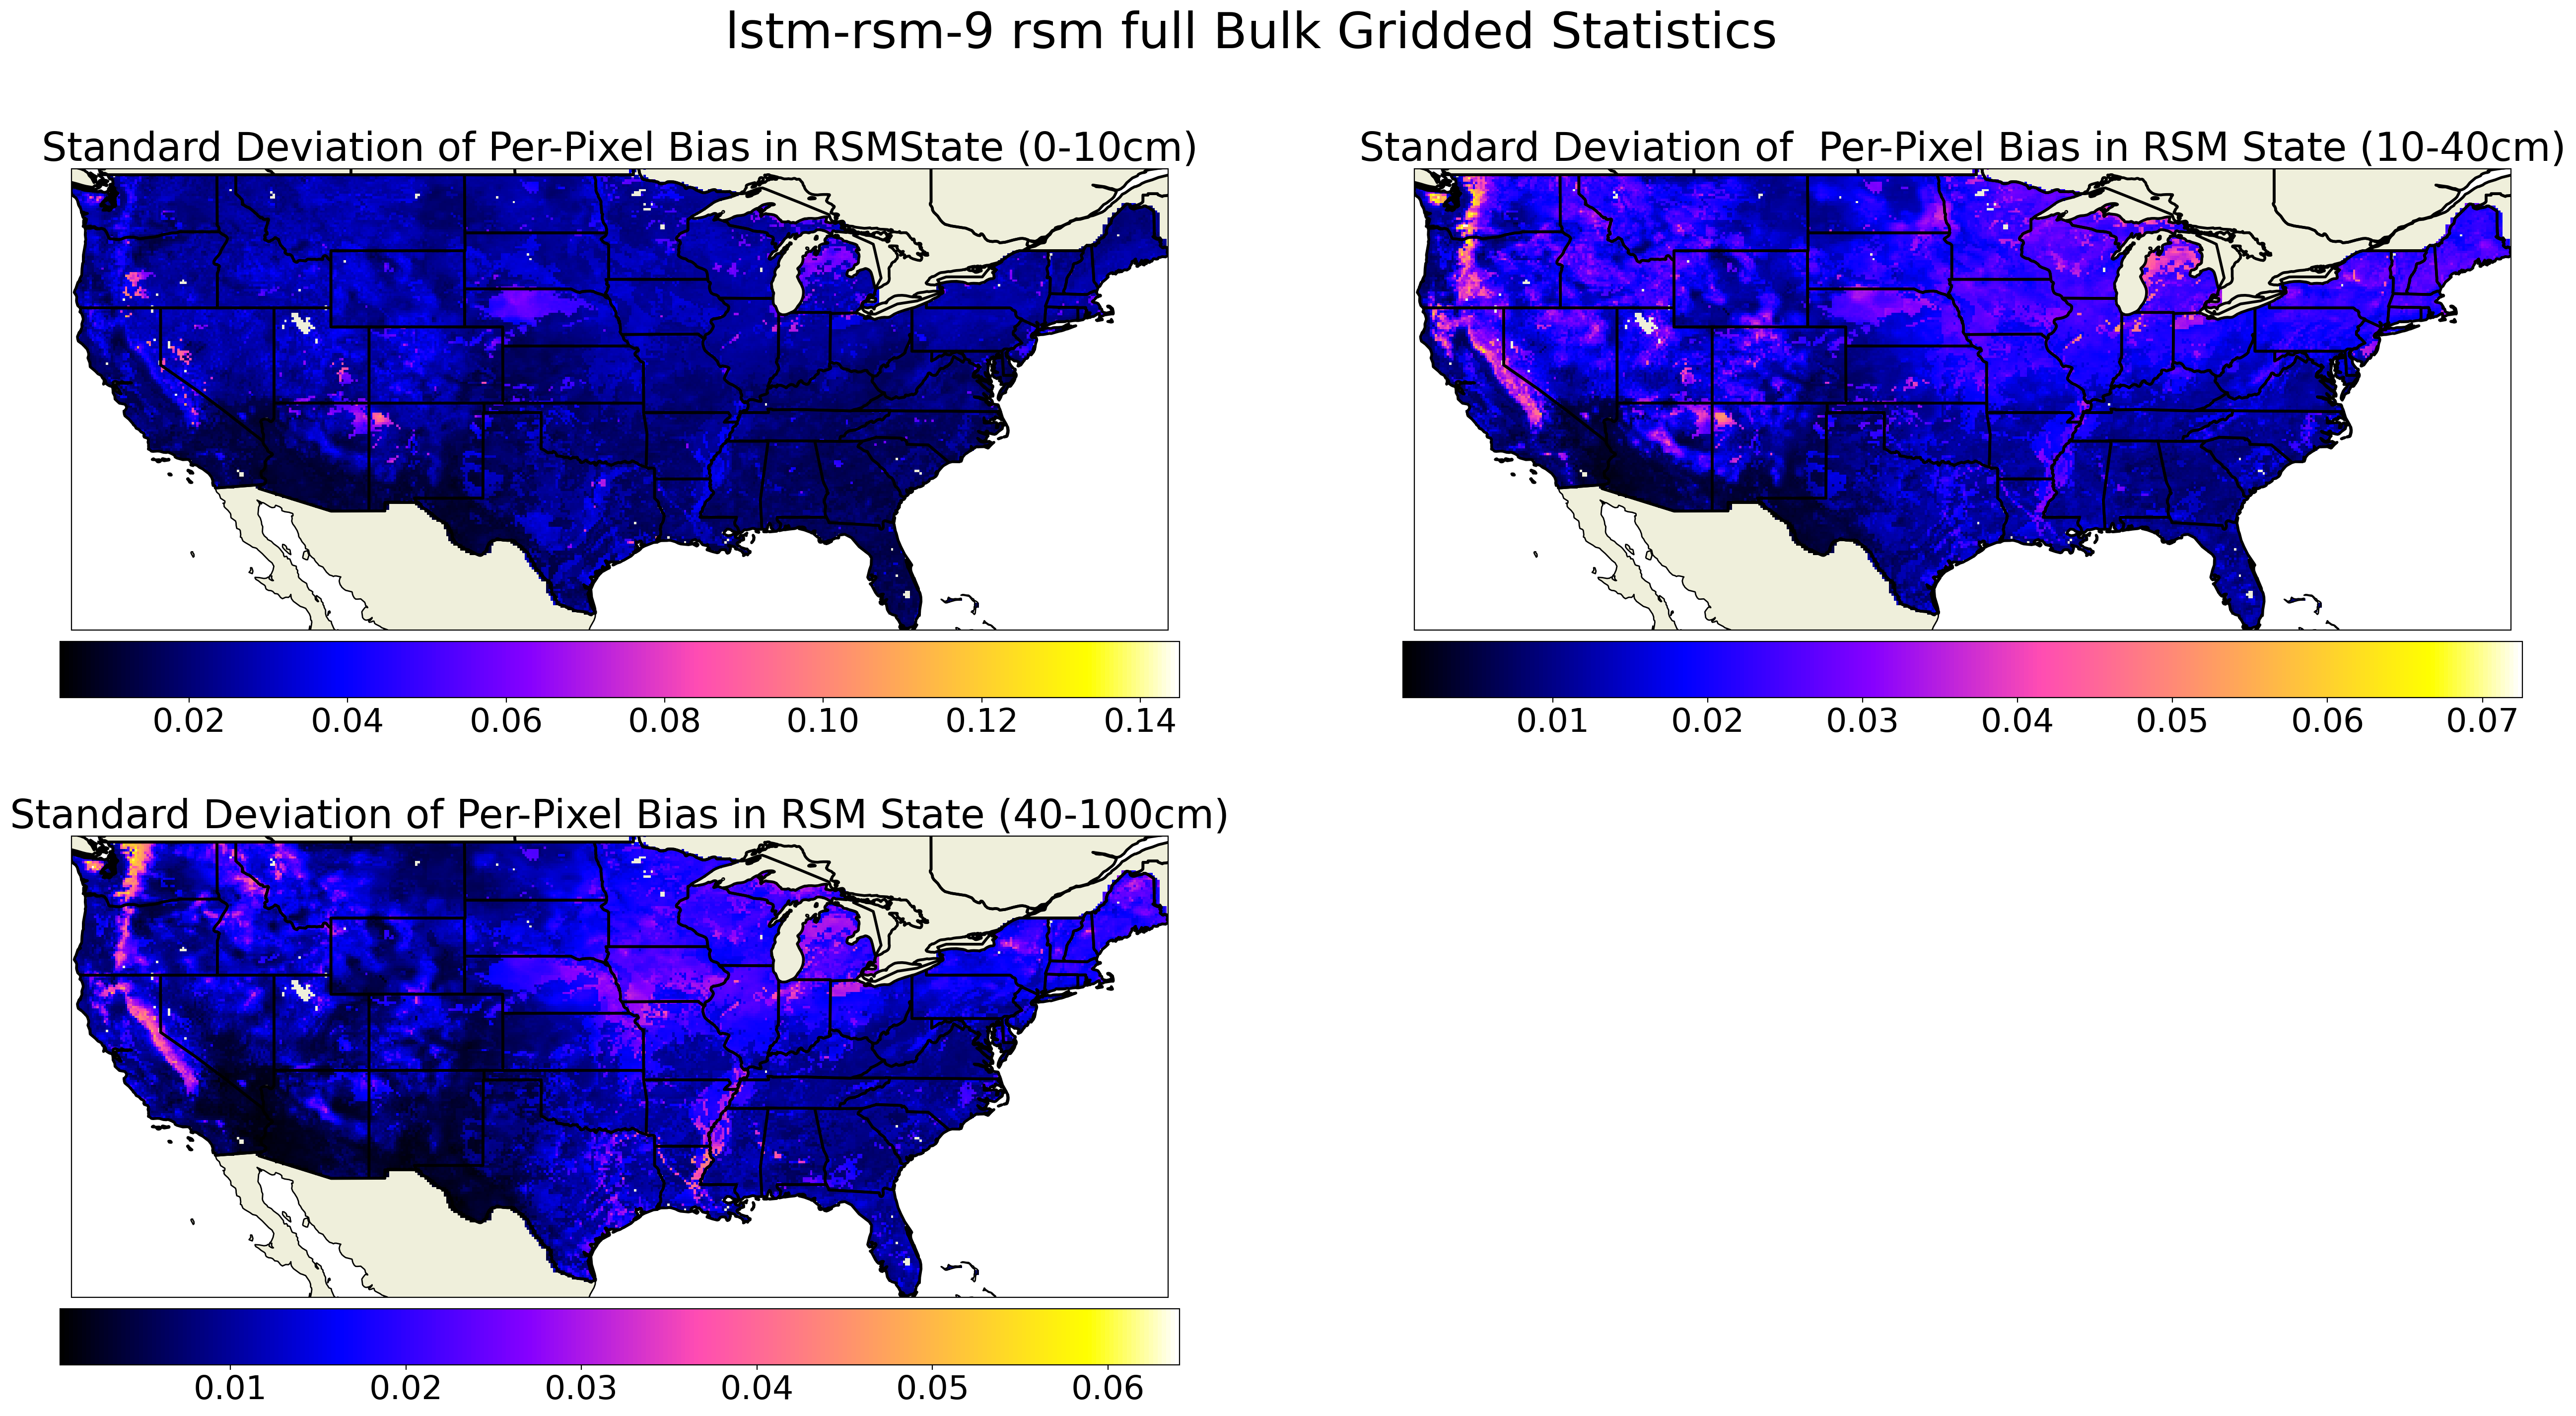 lstm-rsm-9 rsm full Bulk Gridded Statistics
Standard Deviation of Per-Pixel Bias in RSMState (0-10cm)
0.02 0.04 0.06 0.08 0.10 0.12 0.14
Standard Deviation of  Per-Pixel Bias in RSM State (10-40cm)
0.01 0.02 0.03 0.04 0.05 0.06 0.07
Standard Deviation of Per-Pixel Bias in RSM State (40-100cm)
0.01 0.02 0.03 0.04 0.05 0.06